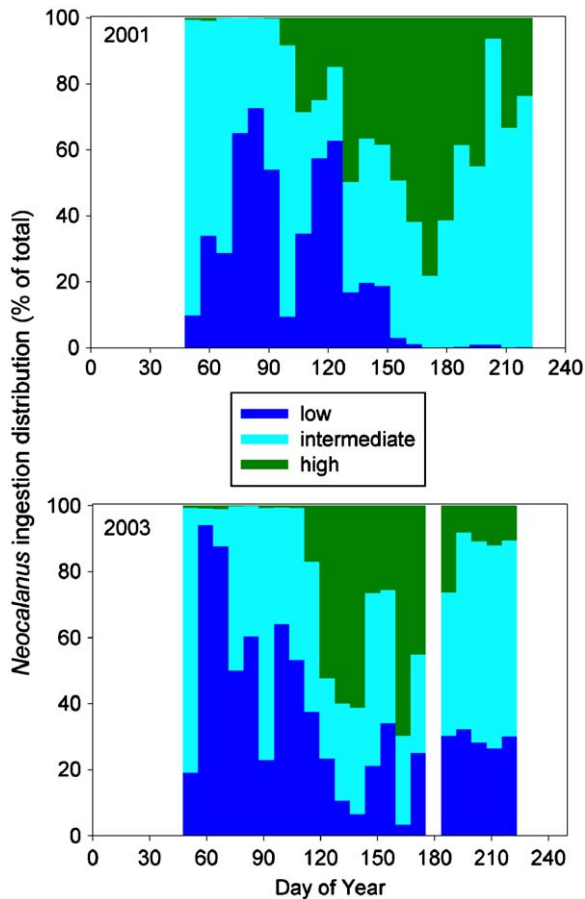 Neocalanus ingestion distribution (% of total)
2001
100
80
60
40
20
0
0 30 60 90 120 150 180 210 240
low
intermediate
high
2003
100
80
60
40
20
0
0 30 60 90 120 150 180 210 240
Day of Year